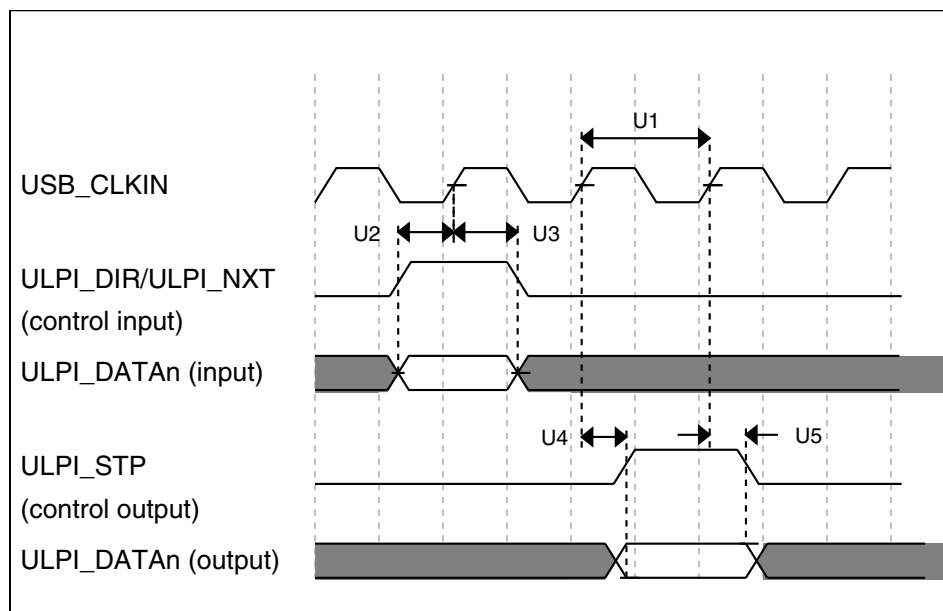 U1
USB_CLKIN
U2
U3
ULPI_DIR/ULPI_NXT
(control input)
ULPI_DATAn (input)
U4
U5
ULPI_STP
(control output)
ULPI_DATAn (output)